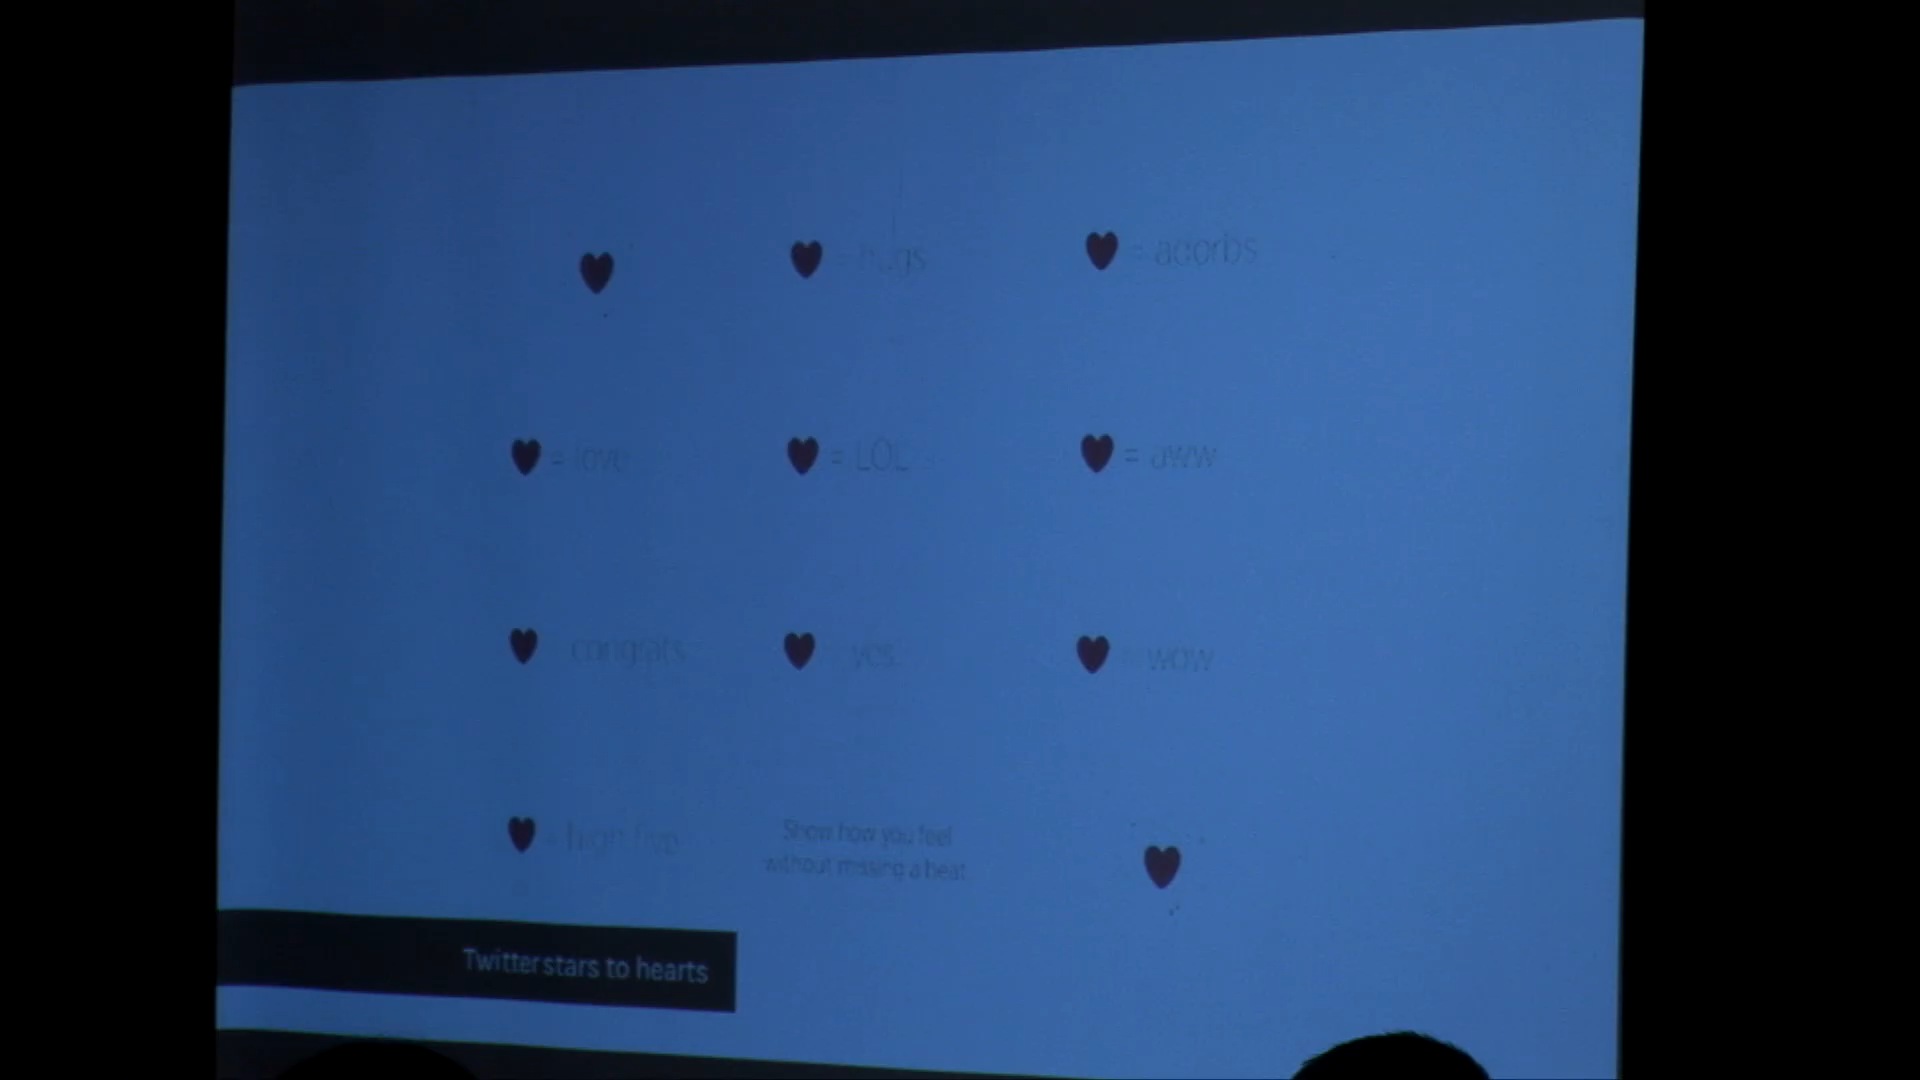 hugs
= adorbs
= love
= LOL
= aww
congrats
yes
= wow
= high five
Show how you feel
without missing a beat
Twitter stars to hearts